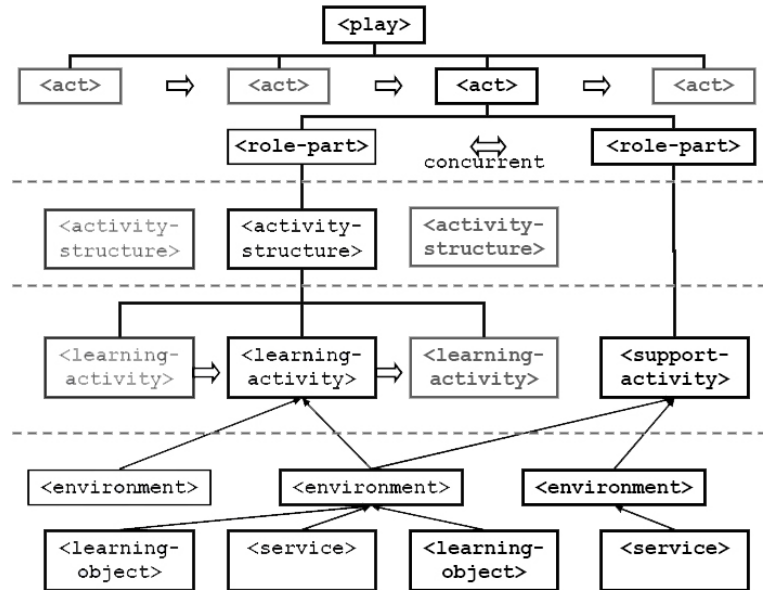 <play>
<act>
<act>
<act>
<act>
<role-part>
concurrent
<role-part>
<activity-
structure>
<activity-
structure>
<activity-
structure>
<learning-
activity>
<learning-
activity>
<learning-
activity>
<support-
activity>
<environment>
<environment>
<environment>
<learning-
object>
<service>
<learning-
object>
<service>